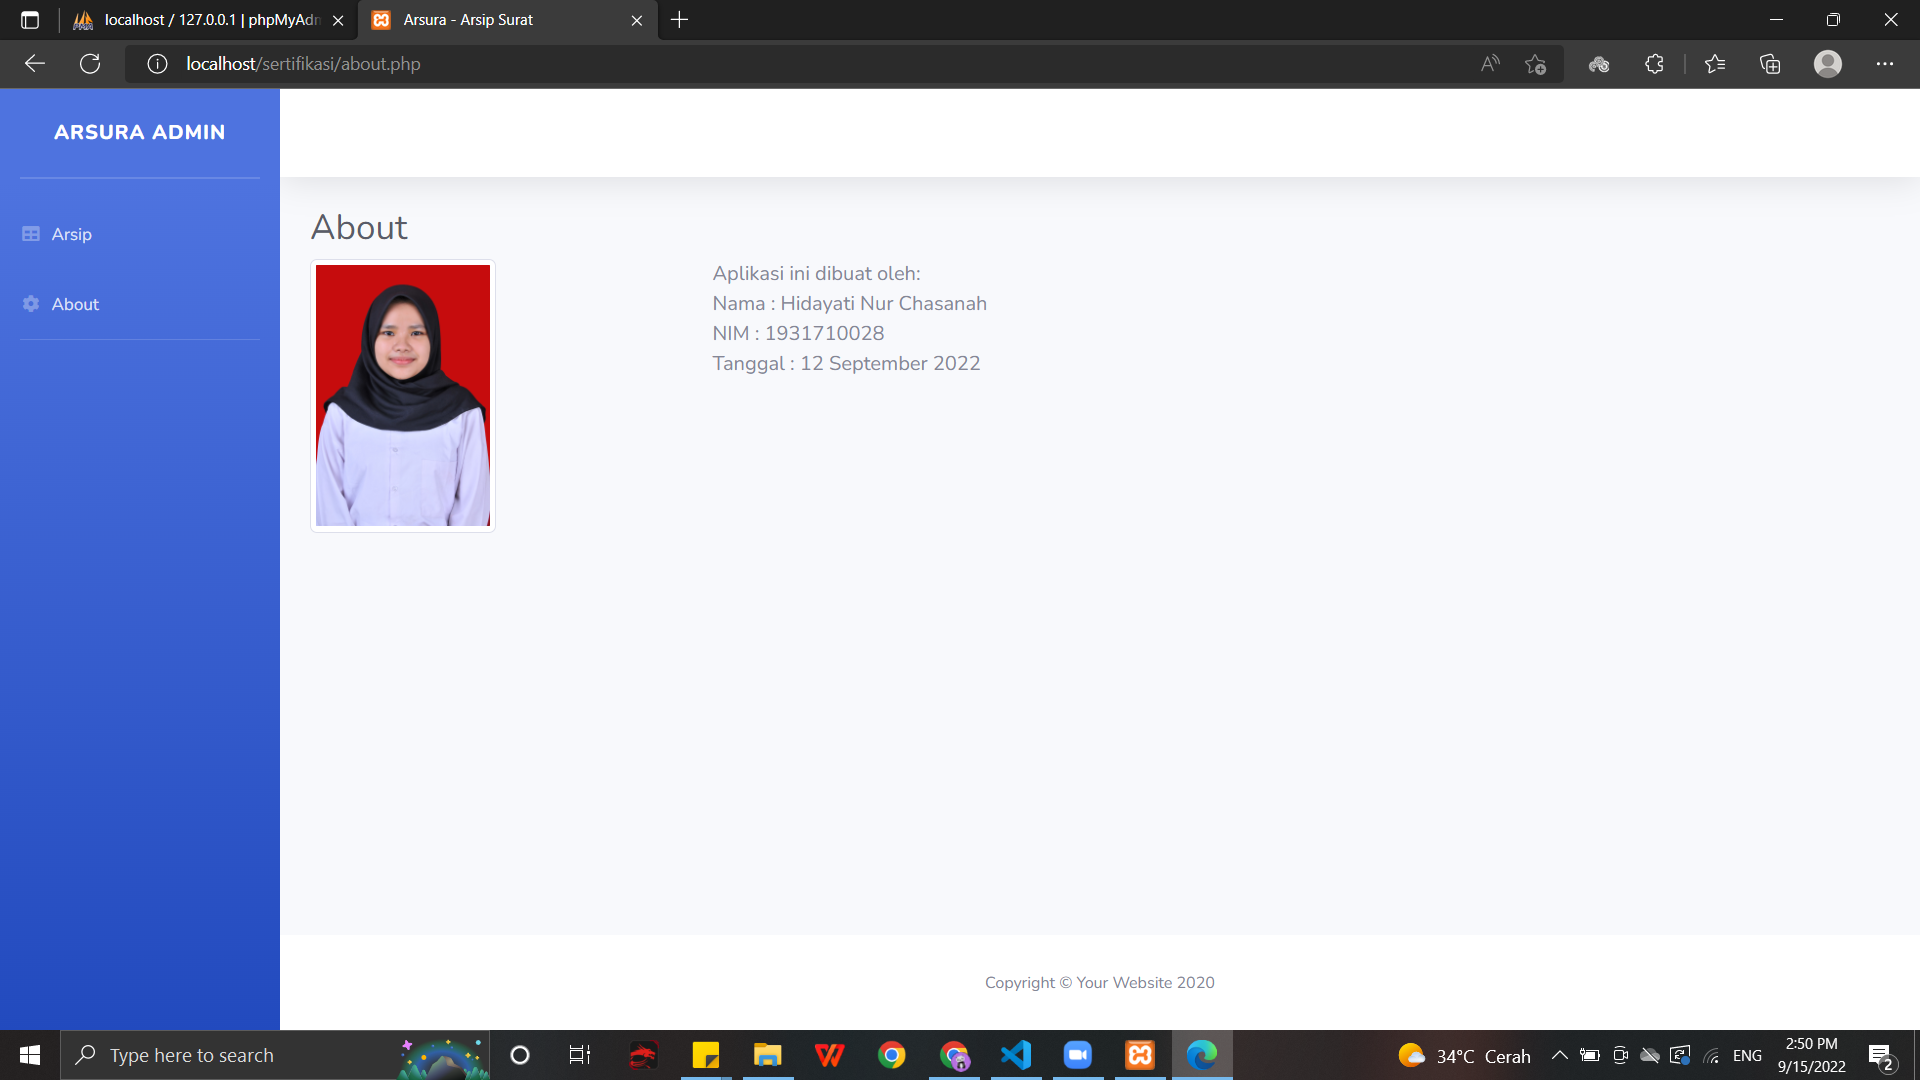 localhost / 127.0.0.1 | phpMyAdm
Arsura - Arsip Surat
localhost/sertifikasi/about.php
ARSURA ADMIN
Arsip
About
About
Aplikasi ini dibuat oleh:
Nama : Hidayati Nur Chasanah
NIM : 1931710028
Tanggal : 12 September 2022
Copyright © Your Website 2020
Type here to search
34°C Cerah
ENG
2:50 PM
9/15/2022
2